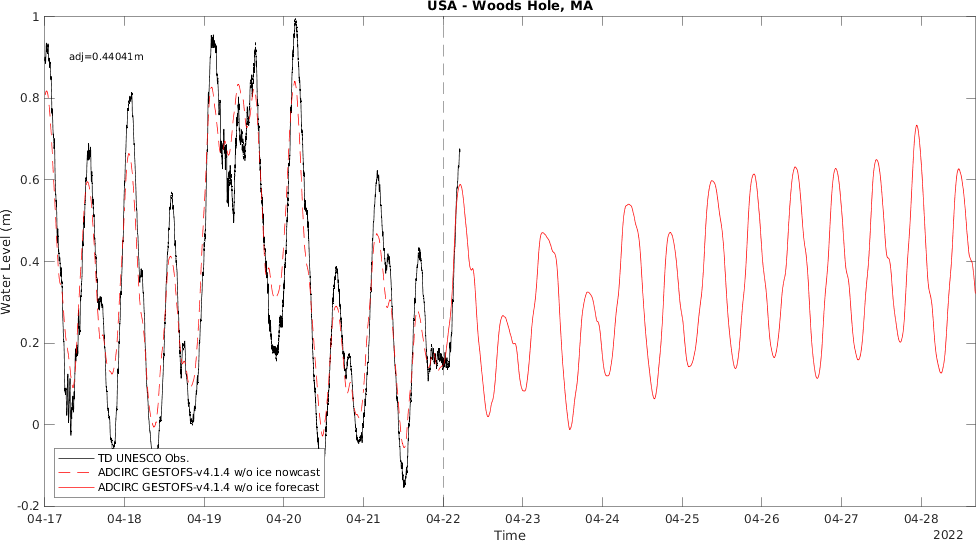 USA - Woods Hole, MA
adj=0.44041m
1
0.8
0.6
0.4
0.2
0
-0.2
Water Level (m)
TD UNESCO Obs.
ADCIRC GESTOFS-v4.1.4 w/o ice nowcast
ADCIRC GESTOFS-v4.1.4 w/o ice forecast
04-17 04-18 04-19 04-20 04-21 04-22 04-23 04-24 04-25 04-26 04-27 04-28
Time
2022